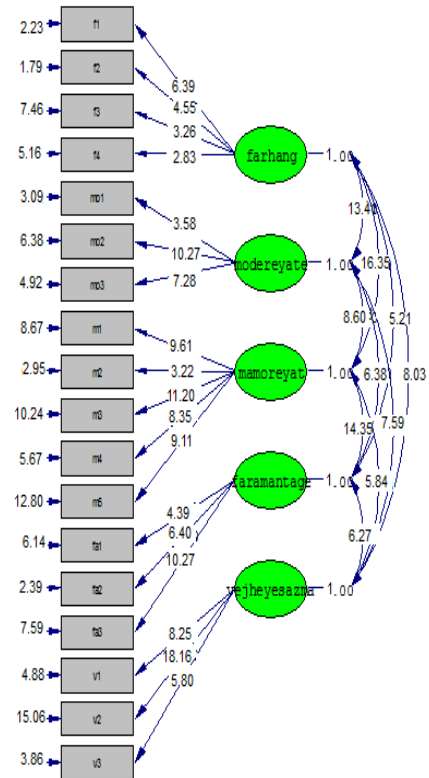 2.23 f1
1.79 f2
7.46 f3
5.16 f4
3.09 mo1
6.38 mo2
4.92 mo3
8.67 m1
2.95 m2
10.24 m3
5.67 m4
12.80 m5
6.14 fa1
2.39 fa2
7.59 fa3
4.88 v1
15.06 v2
3.86 v3
6.39
4.55
3.26
2.83
3.58
10.27
7.28
9.61
3.22
11.20
8.35
9.11
4.39
6.40
10.27
8.25
18.16
5.80
farhang 1.00
modereyate 1.00
mamoreyat 1.00
faramantage 1.00
vejheyesazma 1.00
13.41
16.35
5.21
8.03
8.60
6.38
7.59
14.35
5.84
6.27